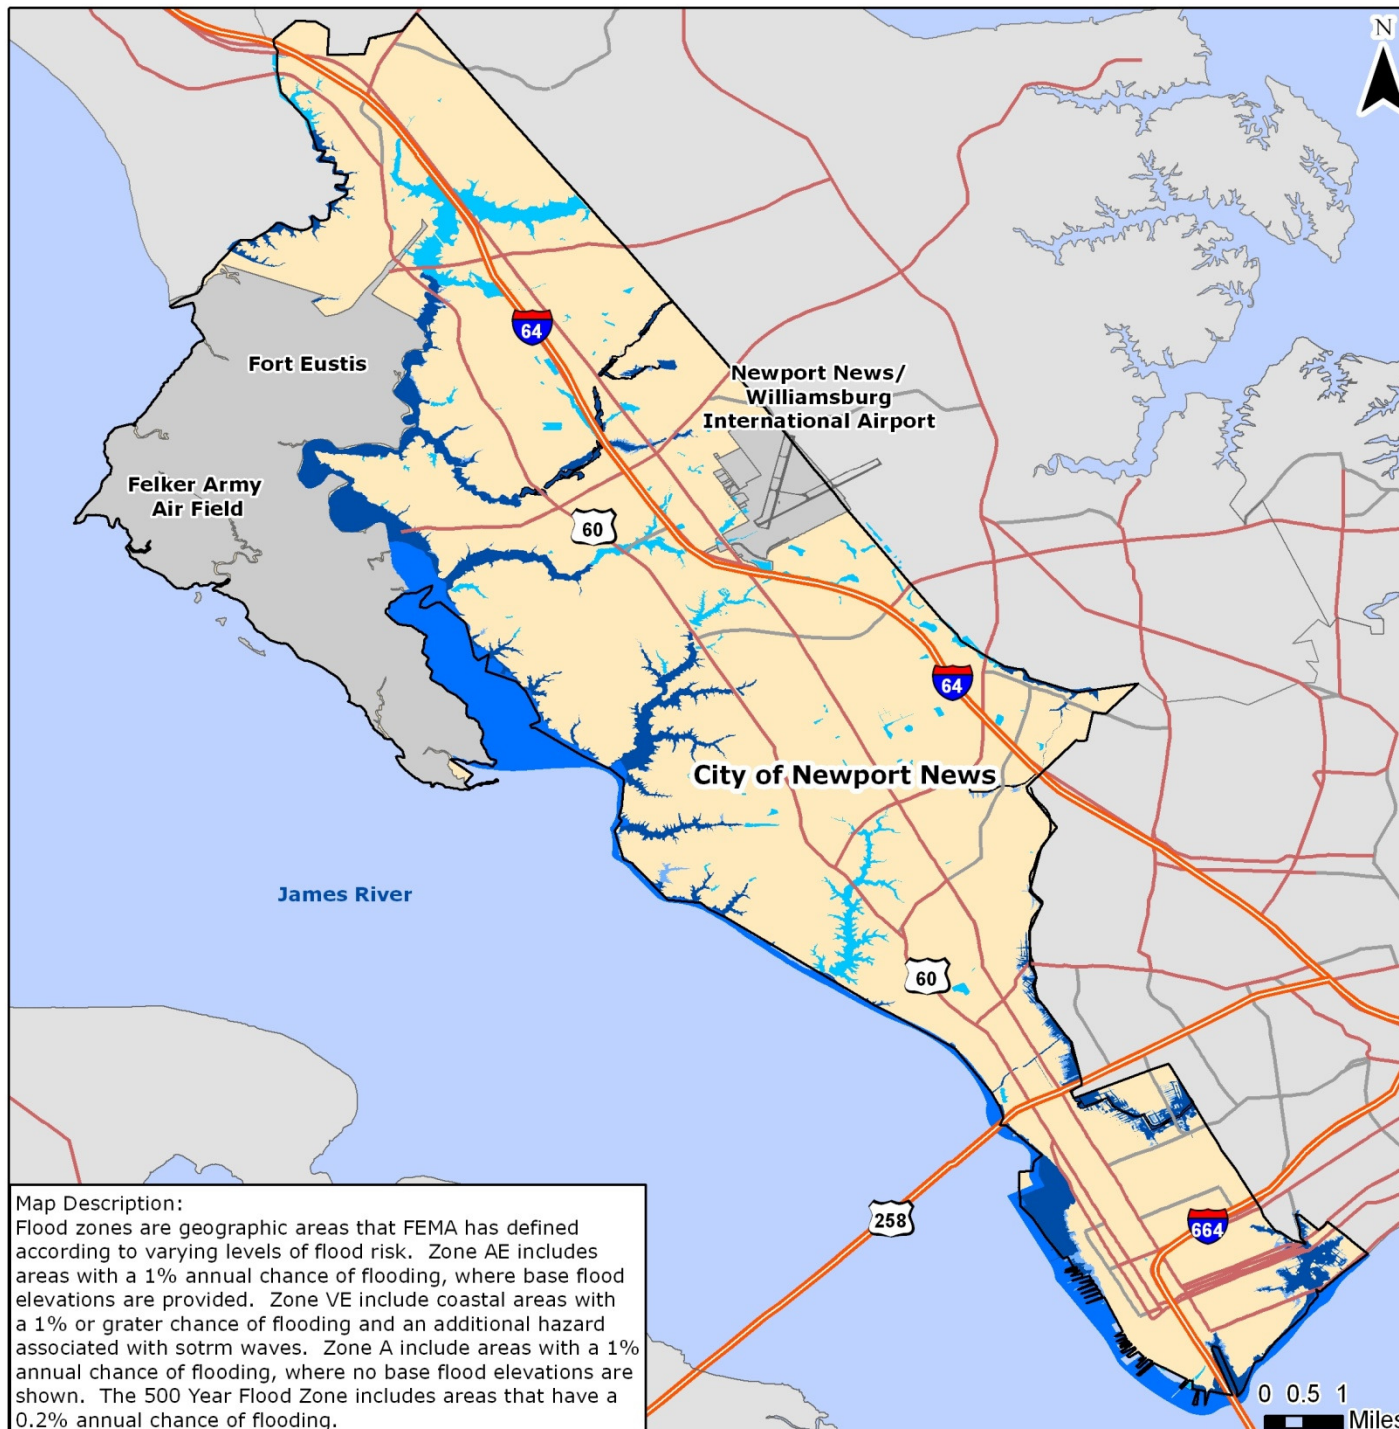 N
64
Fort Eustis
Newport News/
Williamsburg
International Airport
Felker Army
Air Field
60
64
City of Newport News
James River
60
258
664
Map Description:
Flood zones are geographic areas that FEMA has defined
according to varying levels of flood risk.  Zone AE includes
areas with a 1% annual chance of flooding, where base flood
elevations are provided.  Zone VE include coastal areas with
a 1% or grater chance of flooding and an additional hazard
associated with sotrm waves.  Zone A include areas with a 1%
annual chance of flooding, where no base flood elevations are
shown.  The 500 Year Flood Zone includes areas that have a
0.2% annual chance of flooding.
0 0.5 1
Miles